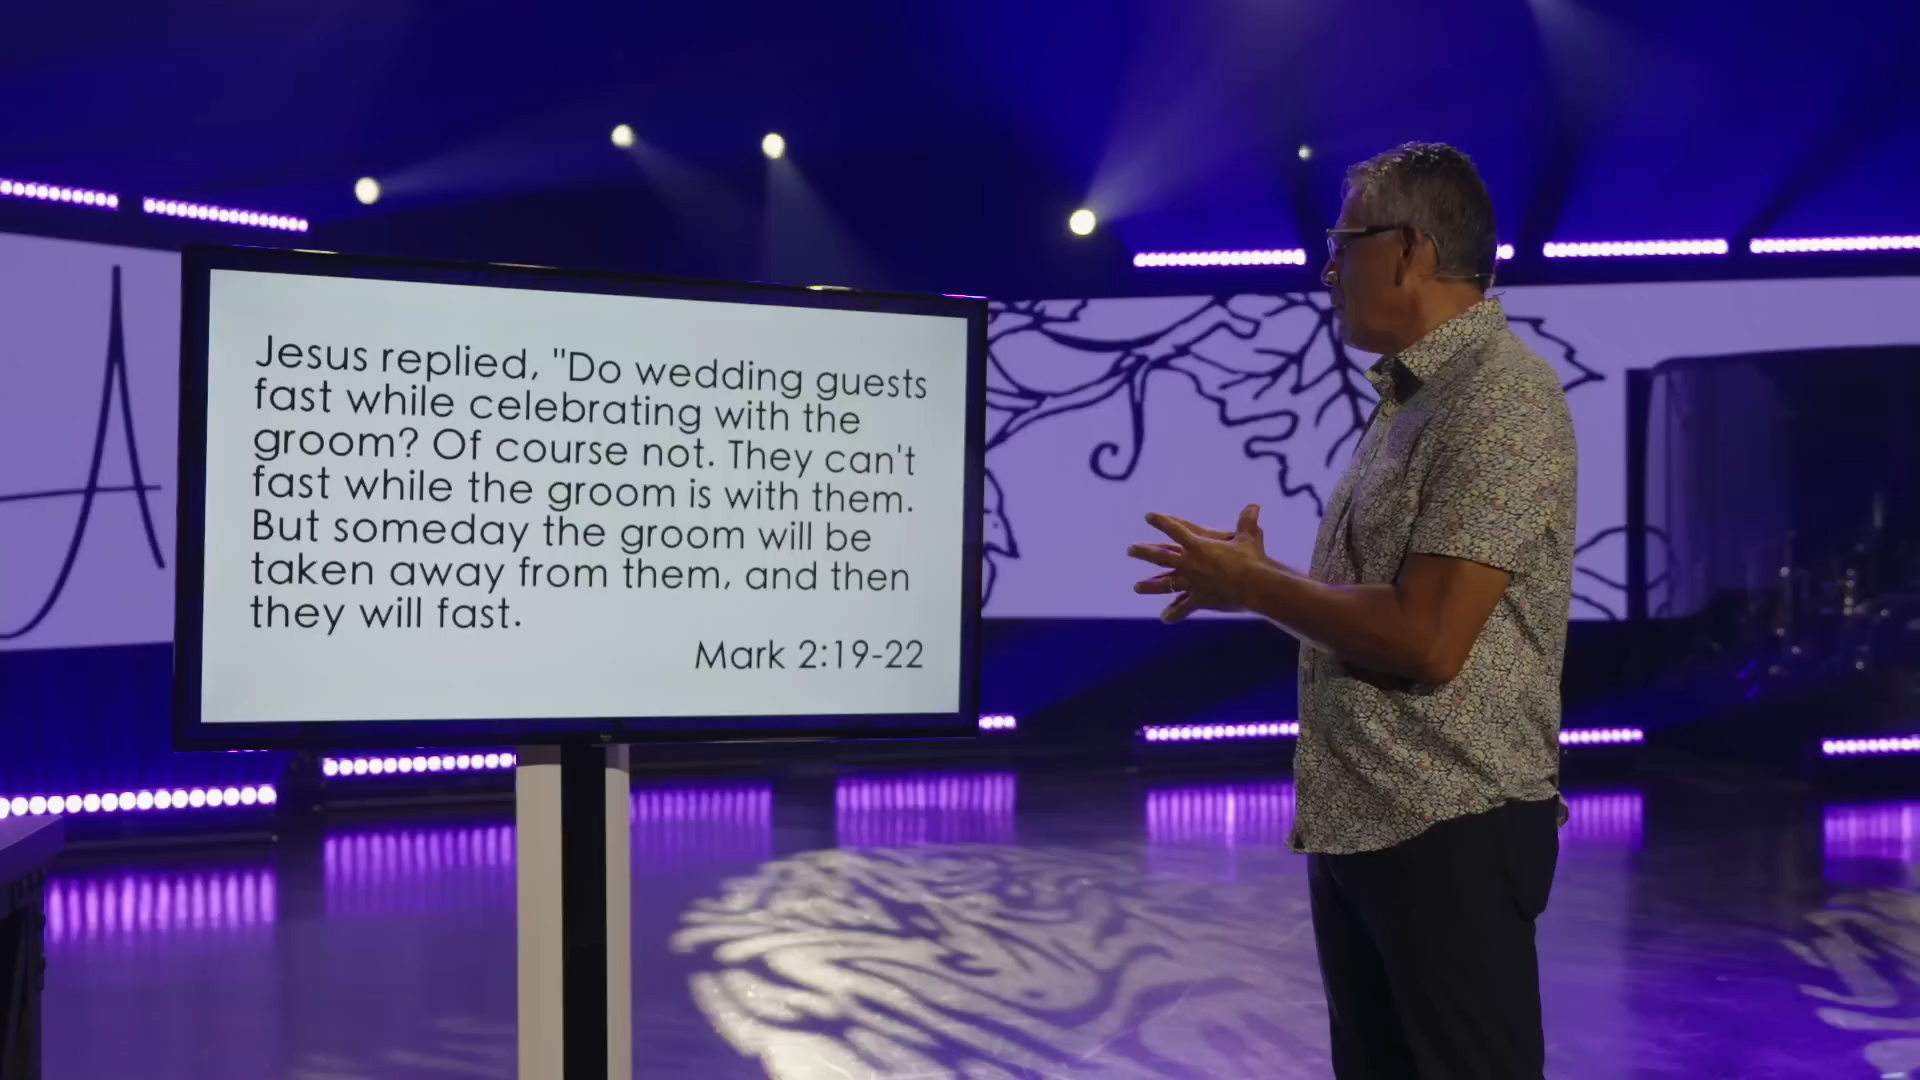 A
Jesus replied, "Do wedding guests
fast while celebrating with the
groom? Of course not. They can't
fast while the groom is with them.
But someday the groom will be
taken away from them, and then
they will fast.
Mark 2:19-22